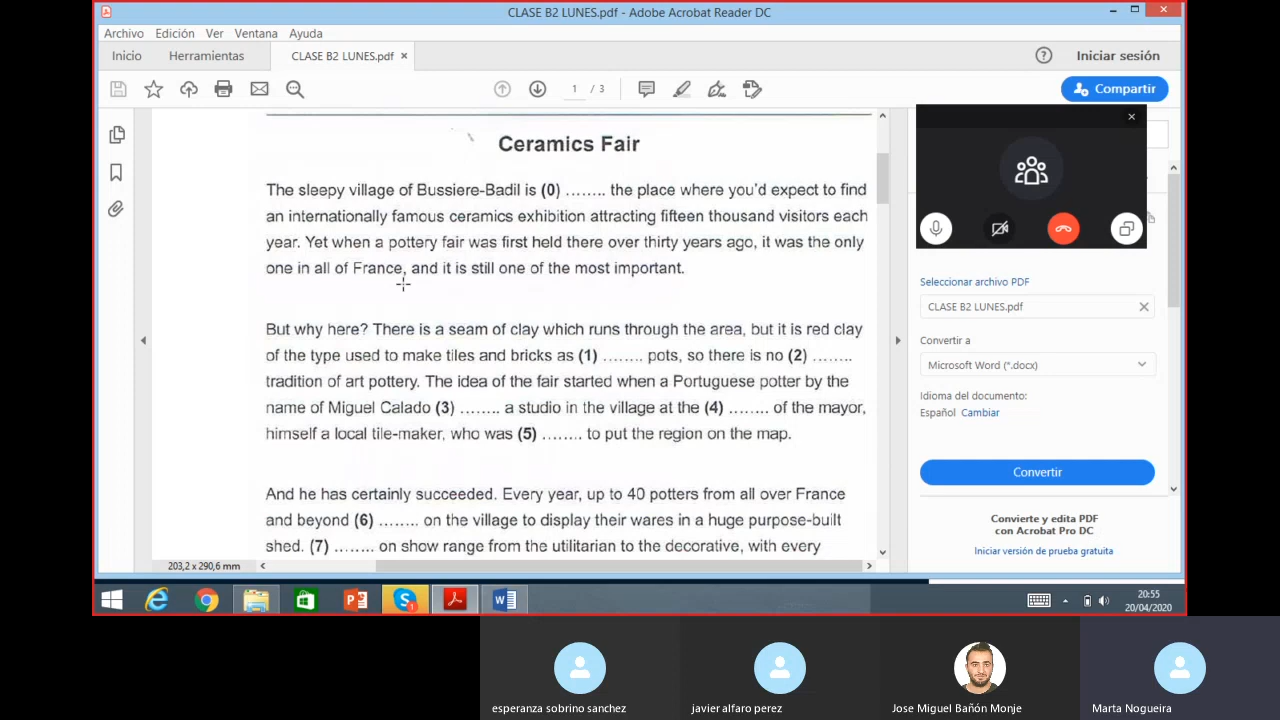 CLASE B2 LUNES.pdf - Adobe Acrobat Reader DC
Archivo Edición Ver Ventana Ayuda
Inicio Herramientas CLASE B2 LUNES.pdf × Iniciar sesión
1 / 3 Compartir
Ceramics Fair
The sleepy village of Bussiere-Badil is (0) ........ the place where you'd expect to find
an internationally famous ceramics exhibition attracting fifteen thousand visitors each
year. Yet when a pottery fair was first held there over thirty years ago, it was the only
one in all of France, and it is still one of the most important.
But why here? There is a seam of clay which runs through the area, but it is red clay
of the type used to make tiles and bricks as (1) ........ pots, so there is no (2) ........
tradition of art pottery. The idea of the fair started when a Portuguese potter by the
name of Miguel Calado (3) ........ a studio in the village at the (4) ........ of the mayor,
himself a local tile-maker, who was (5) ........ to put the region on the map.
And he has certainly succeeded. Every year, up to 40 potters from all over France
and beyond (6) ........ on the village to display their wares in a huge purpose-built
shed. (7) ........ on show range from the utilitarian to the decorative, with every
203,2 x 290,6 mm
Seleccionar archivo PDF
CLASE B2 LUNES.pdf
Convertir a
Microsoft Word (*.docx)
Idioma del documento:
Español Cambiar
Convertir
Convierte y edita PDF
con Acrobat Pro DC
Iniciar versión de prueba gratuita
20:55
20/04/2020
esperanza sobrino sanchez
javier alfaro perez
Jose Miguel Bañón Monje
Marta Nogueira